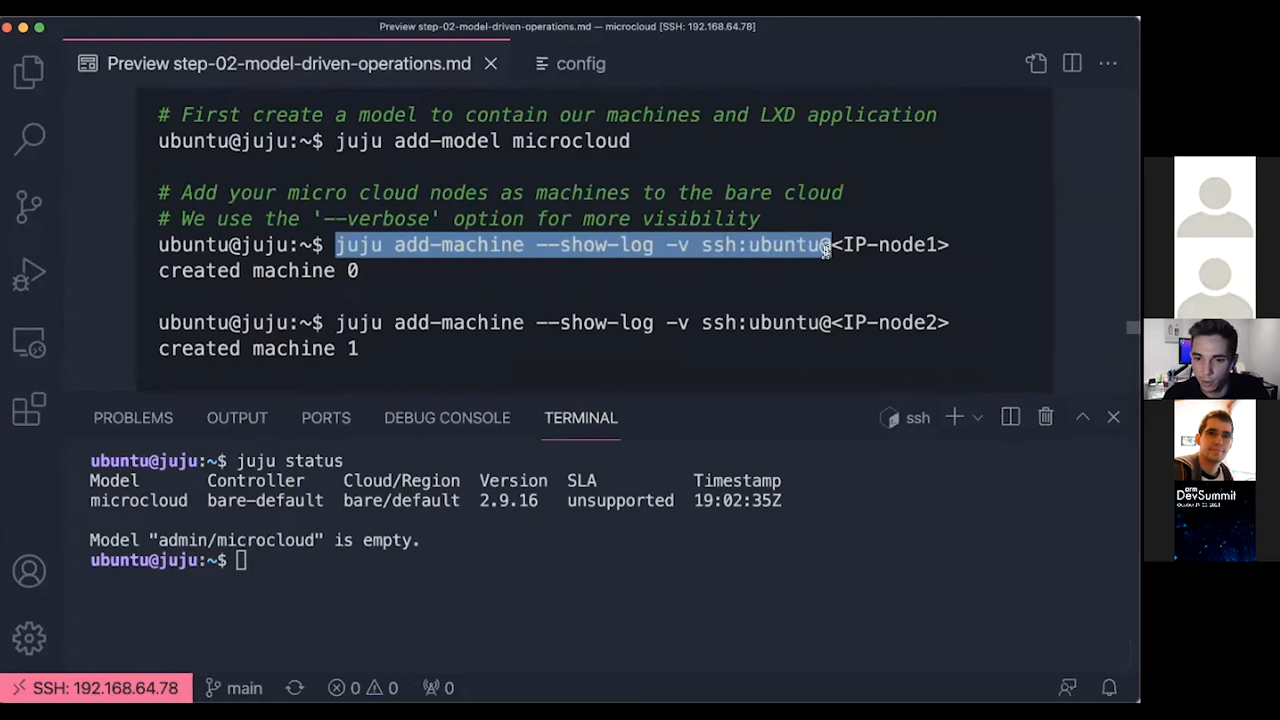 Preview step-02-model-driven-operations.md — microcloud [SSH: 192.168.64.78]
Preview step-02-model-driven-operations.md
config
# First create a model to contain our machines and LXD application
ubuntu@juju:~$ juju add-model microcloud
# Add your micro cloud nodes as machines to the bare cloud
# We use the '--verbose' option for more visibility
ubuntu@juju:~$ juju add-machine --show-log -v ssh:ubuntu@<IP-node1>
created machine 0
ubuntu@juju:~$ juju add-machine --show-log -v ssh:ubuntu@<IP-node2>
created machine 1
PROBLEMS OUTPUT PORTS DEBUG CONSOLE TERMINAL ssh
ubuntu@juju:~$ juju status
Model Controller Cloud/Region Version SLA Timestamp
microcloud bare-default bare/default 2.9.16 unsupported 19:02:35Z
Model "admin/microcloud" is empty.
ubuntu@juju:~$
SSH: 192.168.64.78 main 0 0 0
arm
DevSummit